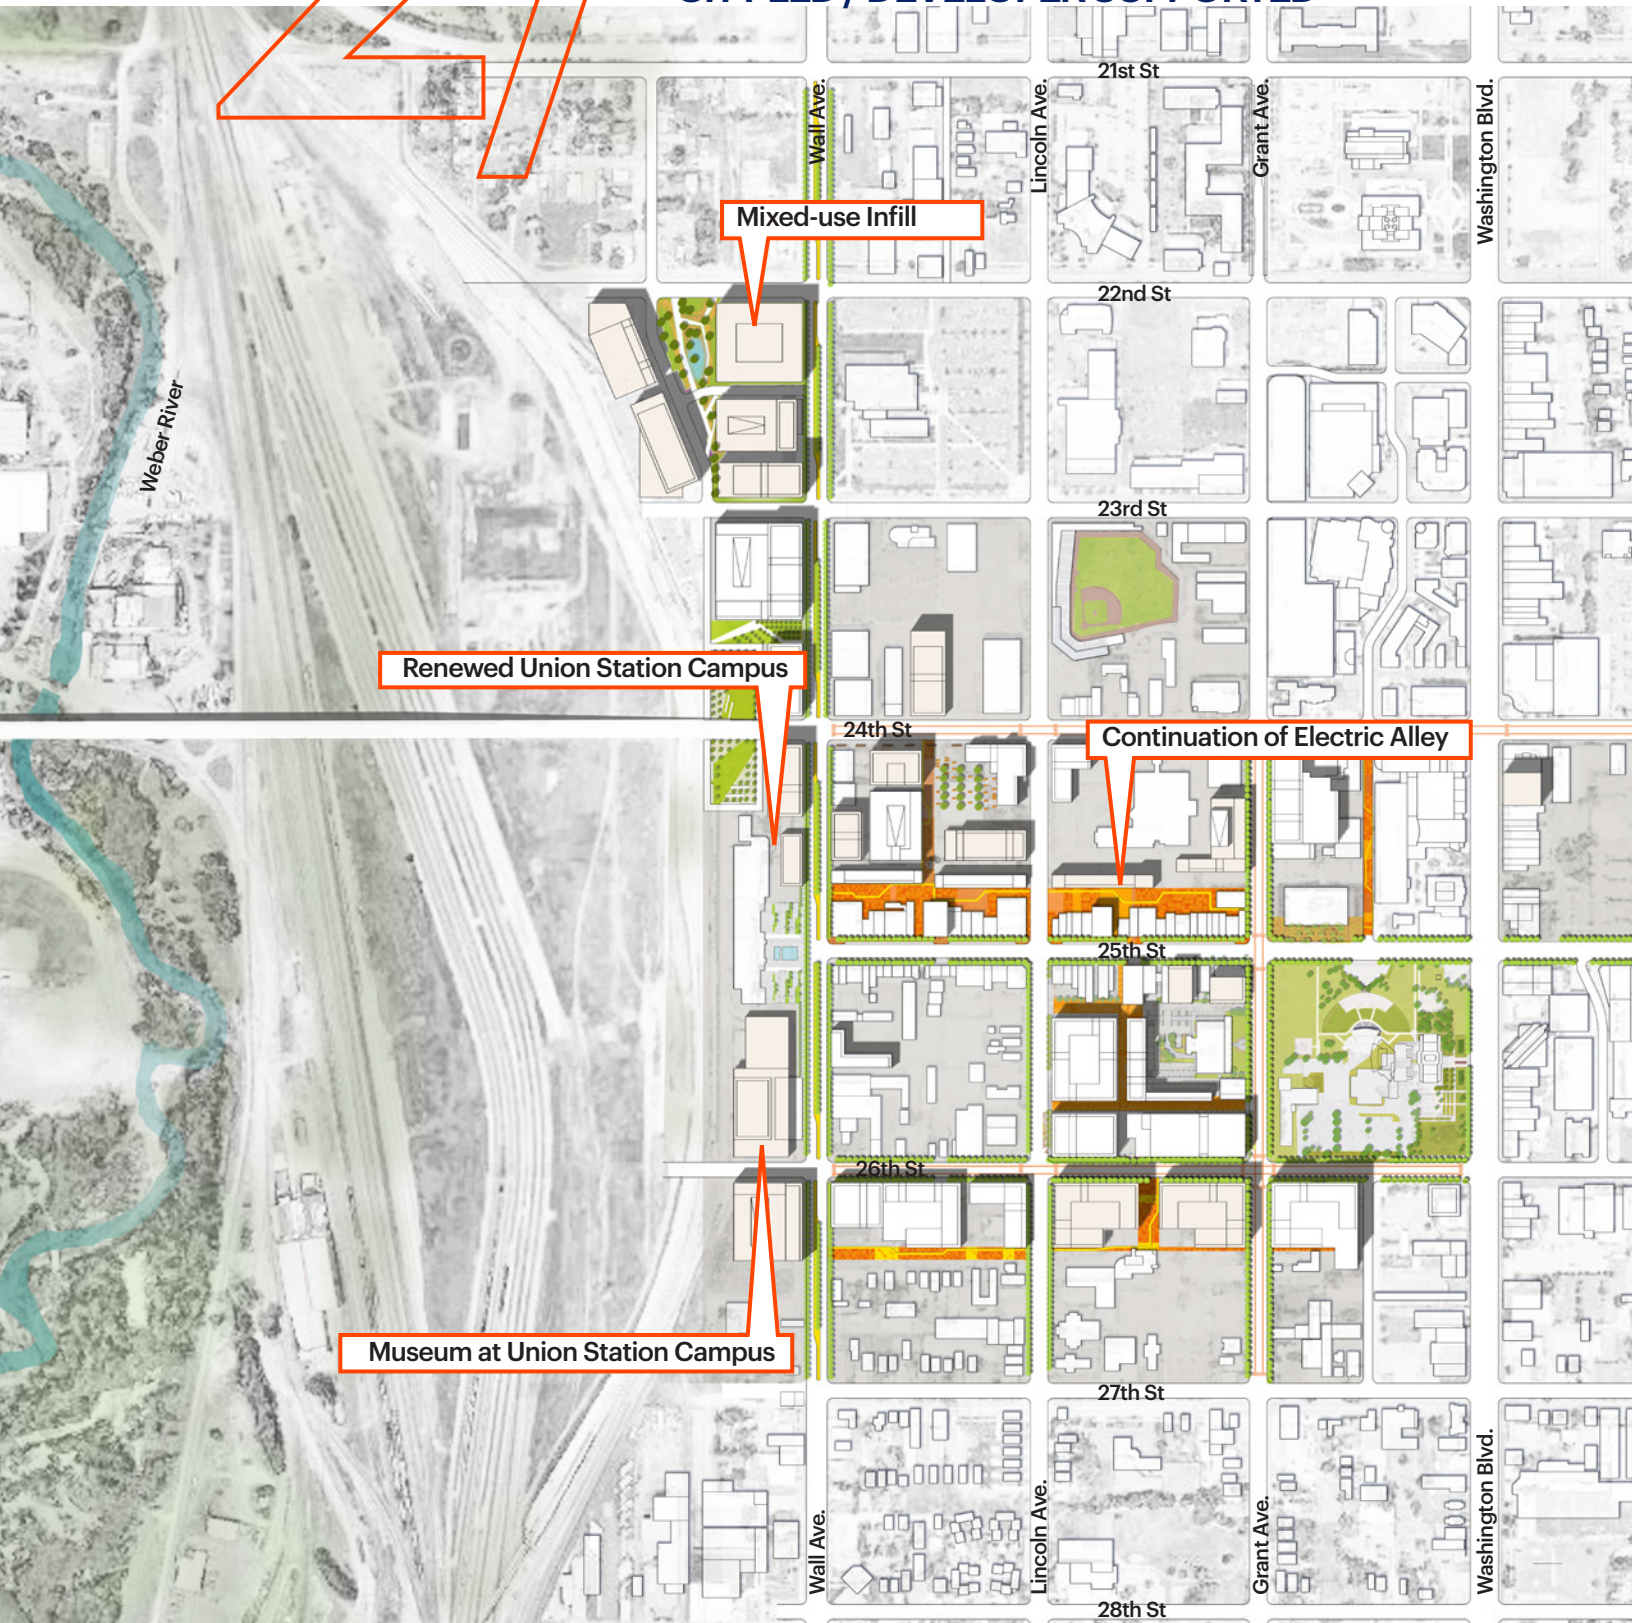 21st St
Wall Ave.
Lincoln Ave.
Grant Ave.
Washington Blvd.
Mixed-use Infill
22nd St
Weber River
23rd St
Renewed Union Station Campus
24th St
Continuation of Electric Alley
25th St
26th St
Museum at Union Station Campus
27th St
Wall Ave.
Lincoln Ave.
Grant Ave.
Washington Blvd.
28th St